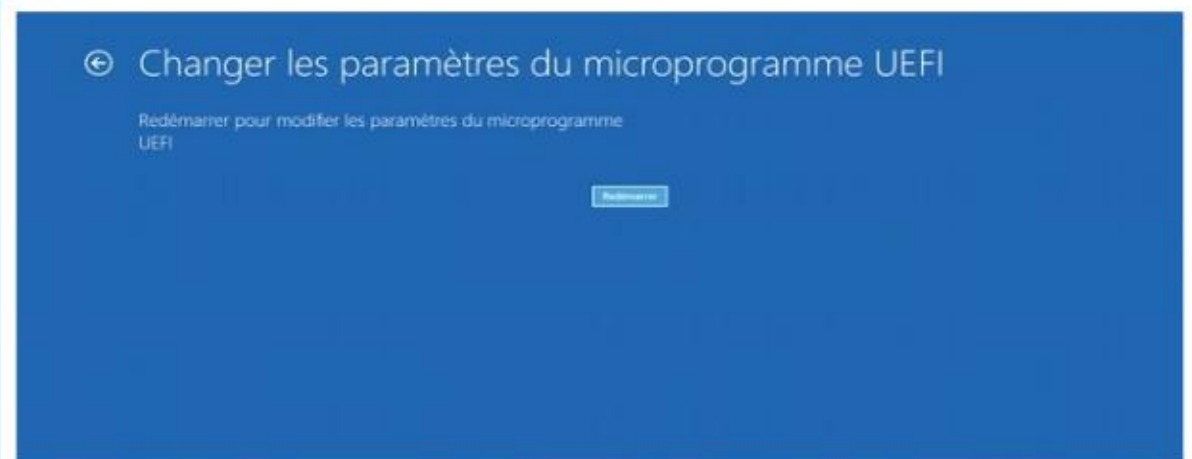 Changer les paramètres du microprogramme UEFI
Redémarrer pour modifier les paramètres du microprogramme
UEFI
Redémarrer